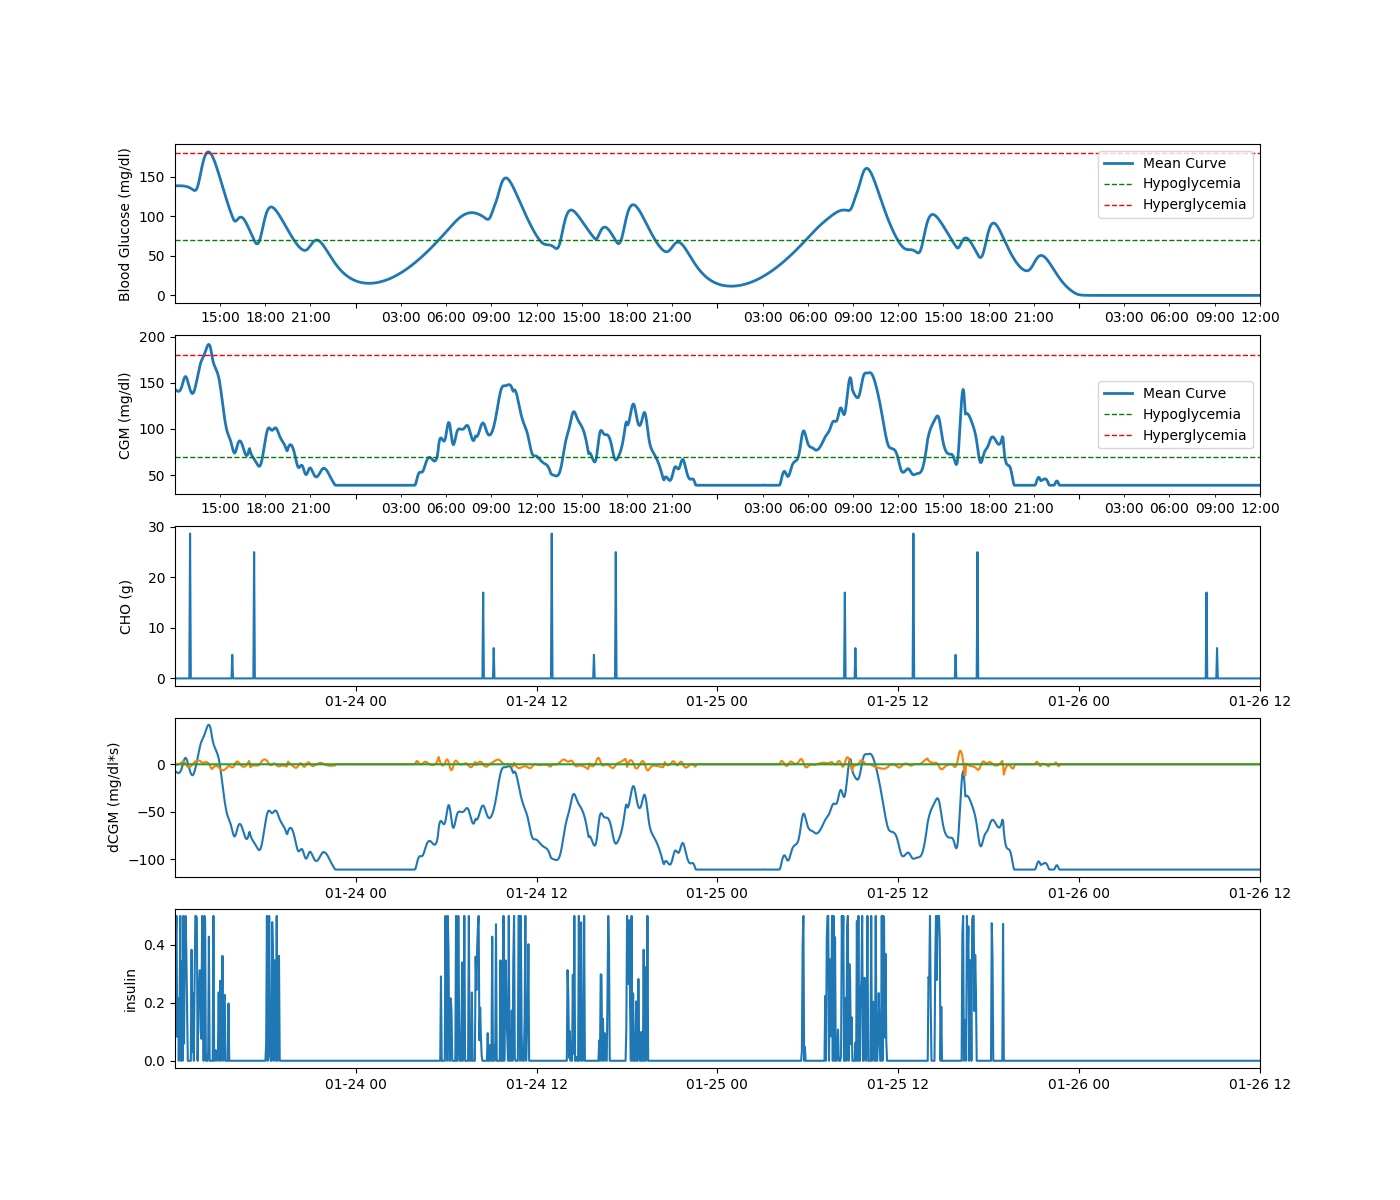 Blood Glucose (mg/dl)
150
100
50
0
Mean Curve
Hypoglycemia
Hyperglycemia
15:00 18:00 21:00 03:00 06:00 09:00 12:00 15:00 18:00 21:00 03:00 06:00 09:00 12:00 15:00 18:00 21:00 03:00 06:00 09:00 12:00
CGM (mg/dl)
200
150
100
50
Mean Curve
Hypoglycemia
Hyperglycemia
15:00 18:00 21:00 03:00 06:00 09:00 12:00 15:00 18:00 21:00 03:00 06:00 09:00 12:00 15:00 18:00 21:00 03:00 06:00 09:00 12:00
CHO (g)
30
20
10
0
01-24 00 01-24 12 01-25 00 01-25 12 01-26 00 01-26 12
dCGM (mg/dl*s)
0
−50
−100
01-24 00 01-24 12 01-25 00 01-25 12 01-26 00 01-26 12
insulin
0.4
0.2
0.0
01-24 00 01-24 12 01-25 00 01-25 12 01-26 00 01-26 12